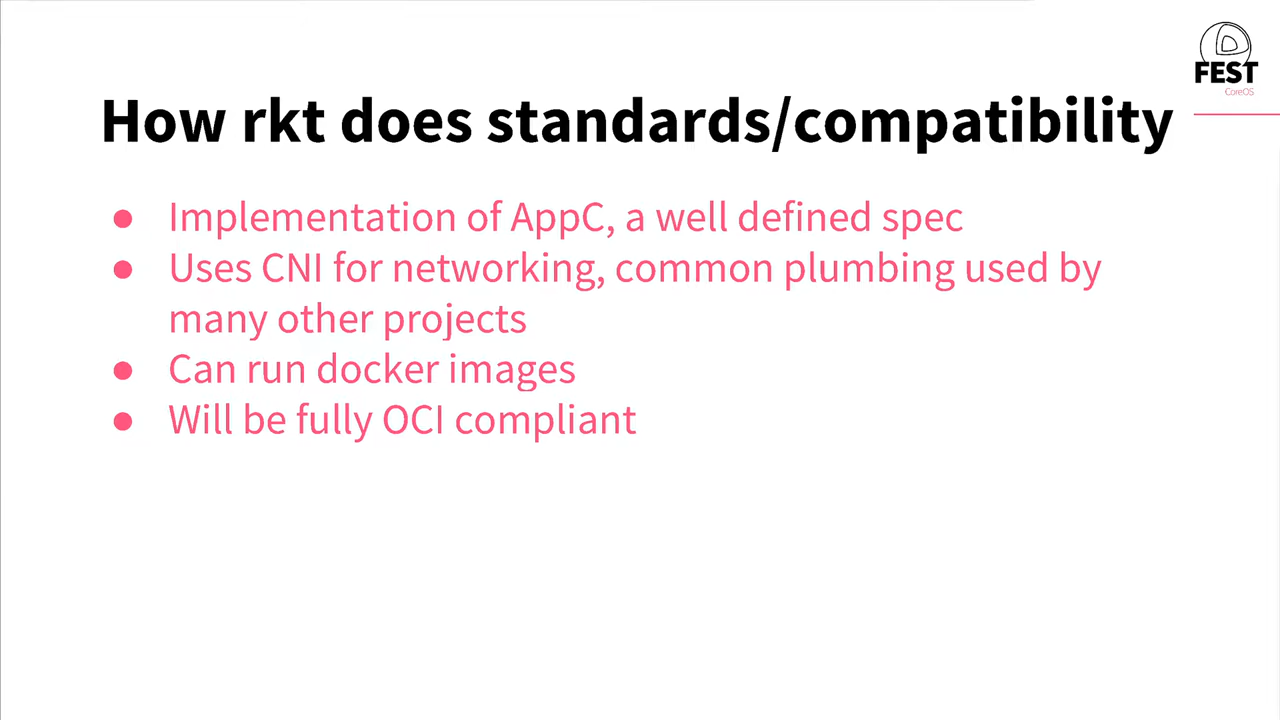 FEST
CoreOS
How rkt does standards/compatibility
● Implementation of AppC, a well defined spec
● Uses CNI for networking, common plumbing used by
many other projects
● Can run docker images
● Will be fully OCI compliant